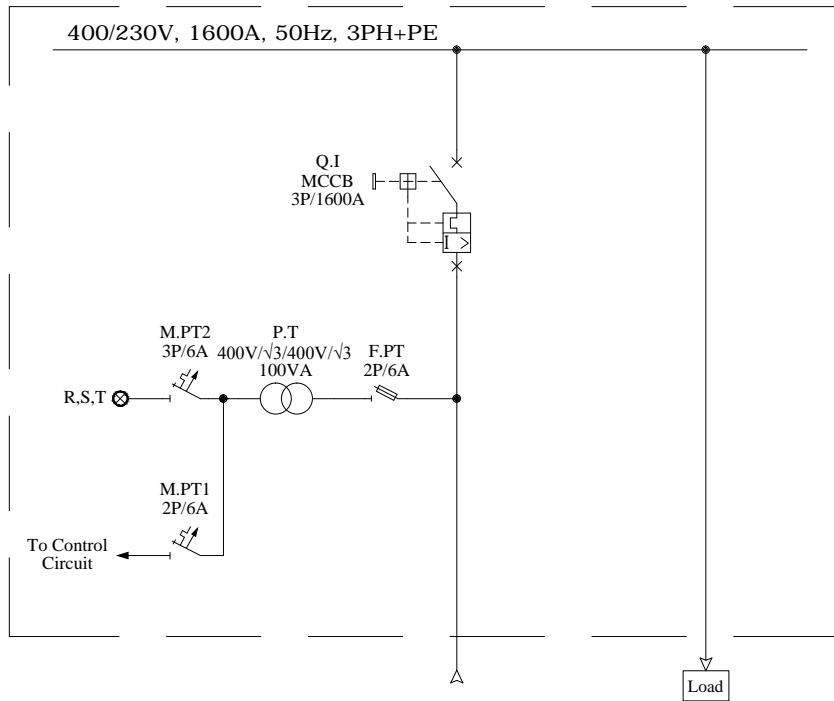 400/230V, 1600A, 50Hz, 3PH+PE
Q.I
MCCB
3P/1600A
I >
M.PT2
3P/6A
P.T
400V/√3/400V/√3
100VA
F.PT
2P/6A
R,S,T
M.PT1
2P/6A
To Control
Circuit
Load